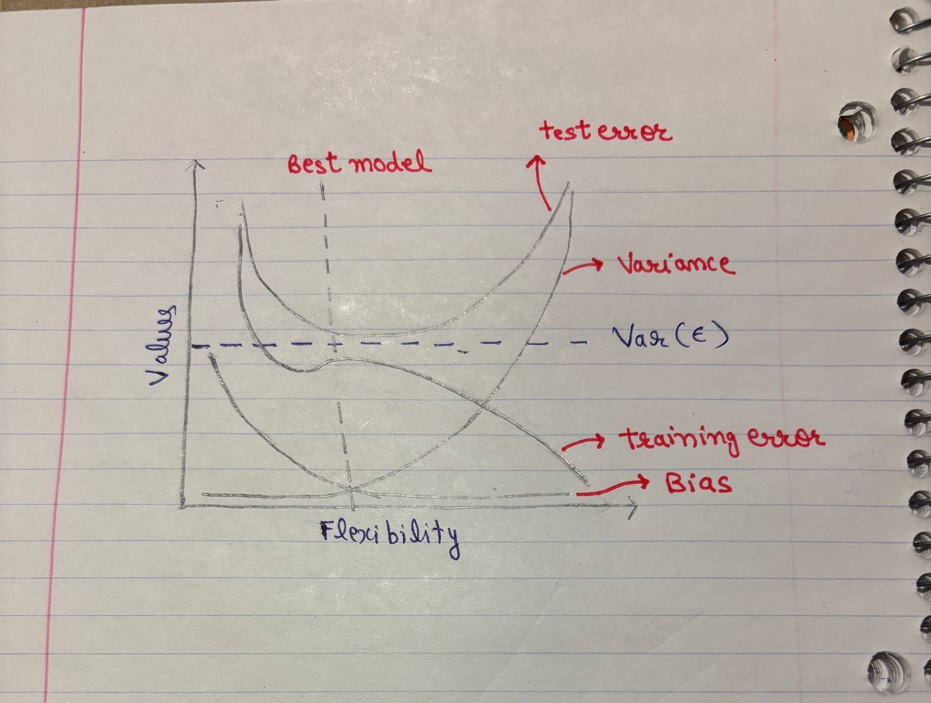 test error
Best model
Variance
Values
Var(ϵ)
training error
Bias
Flexibility